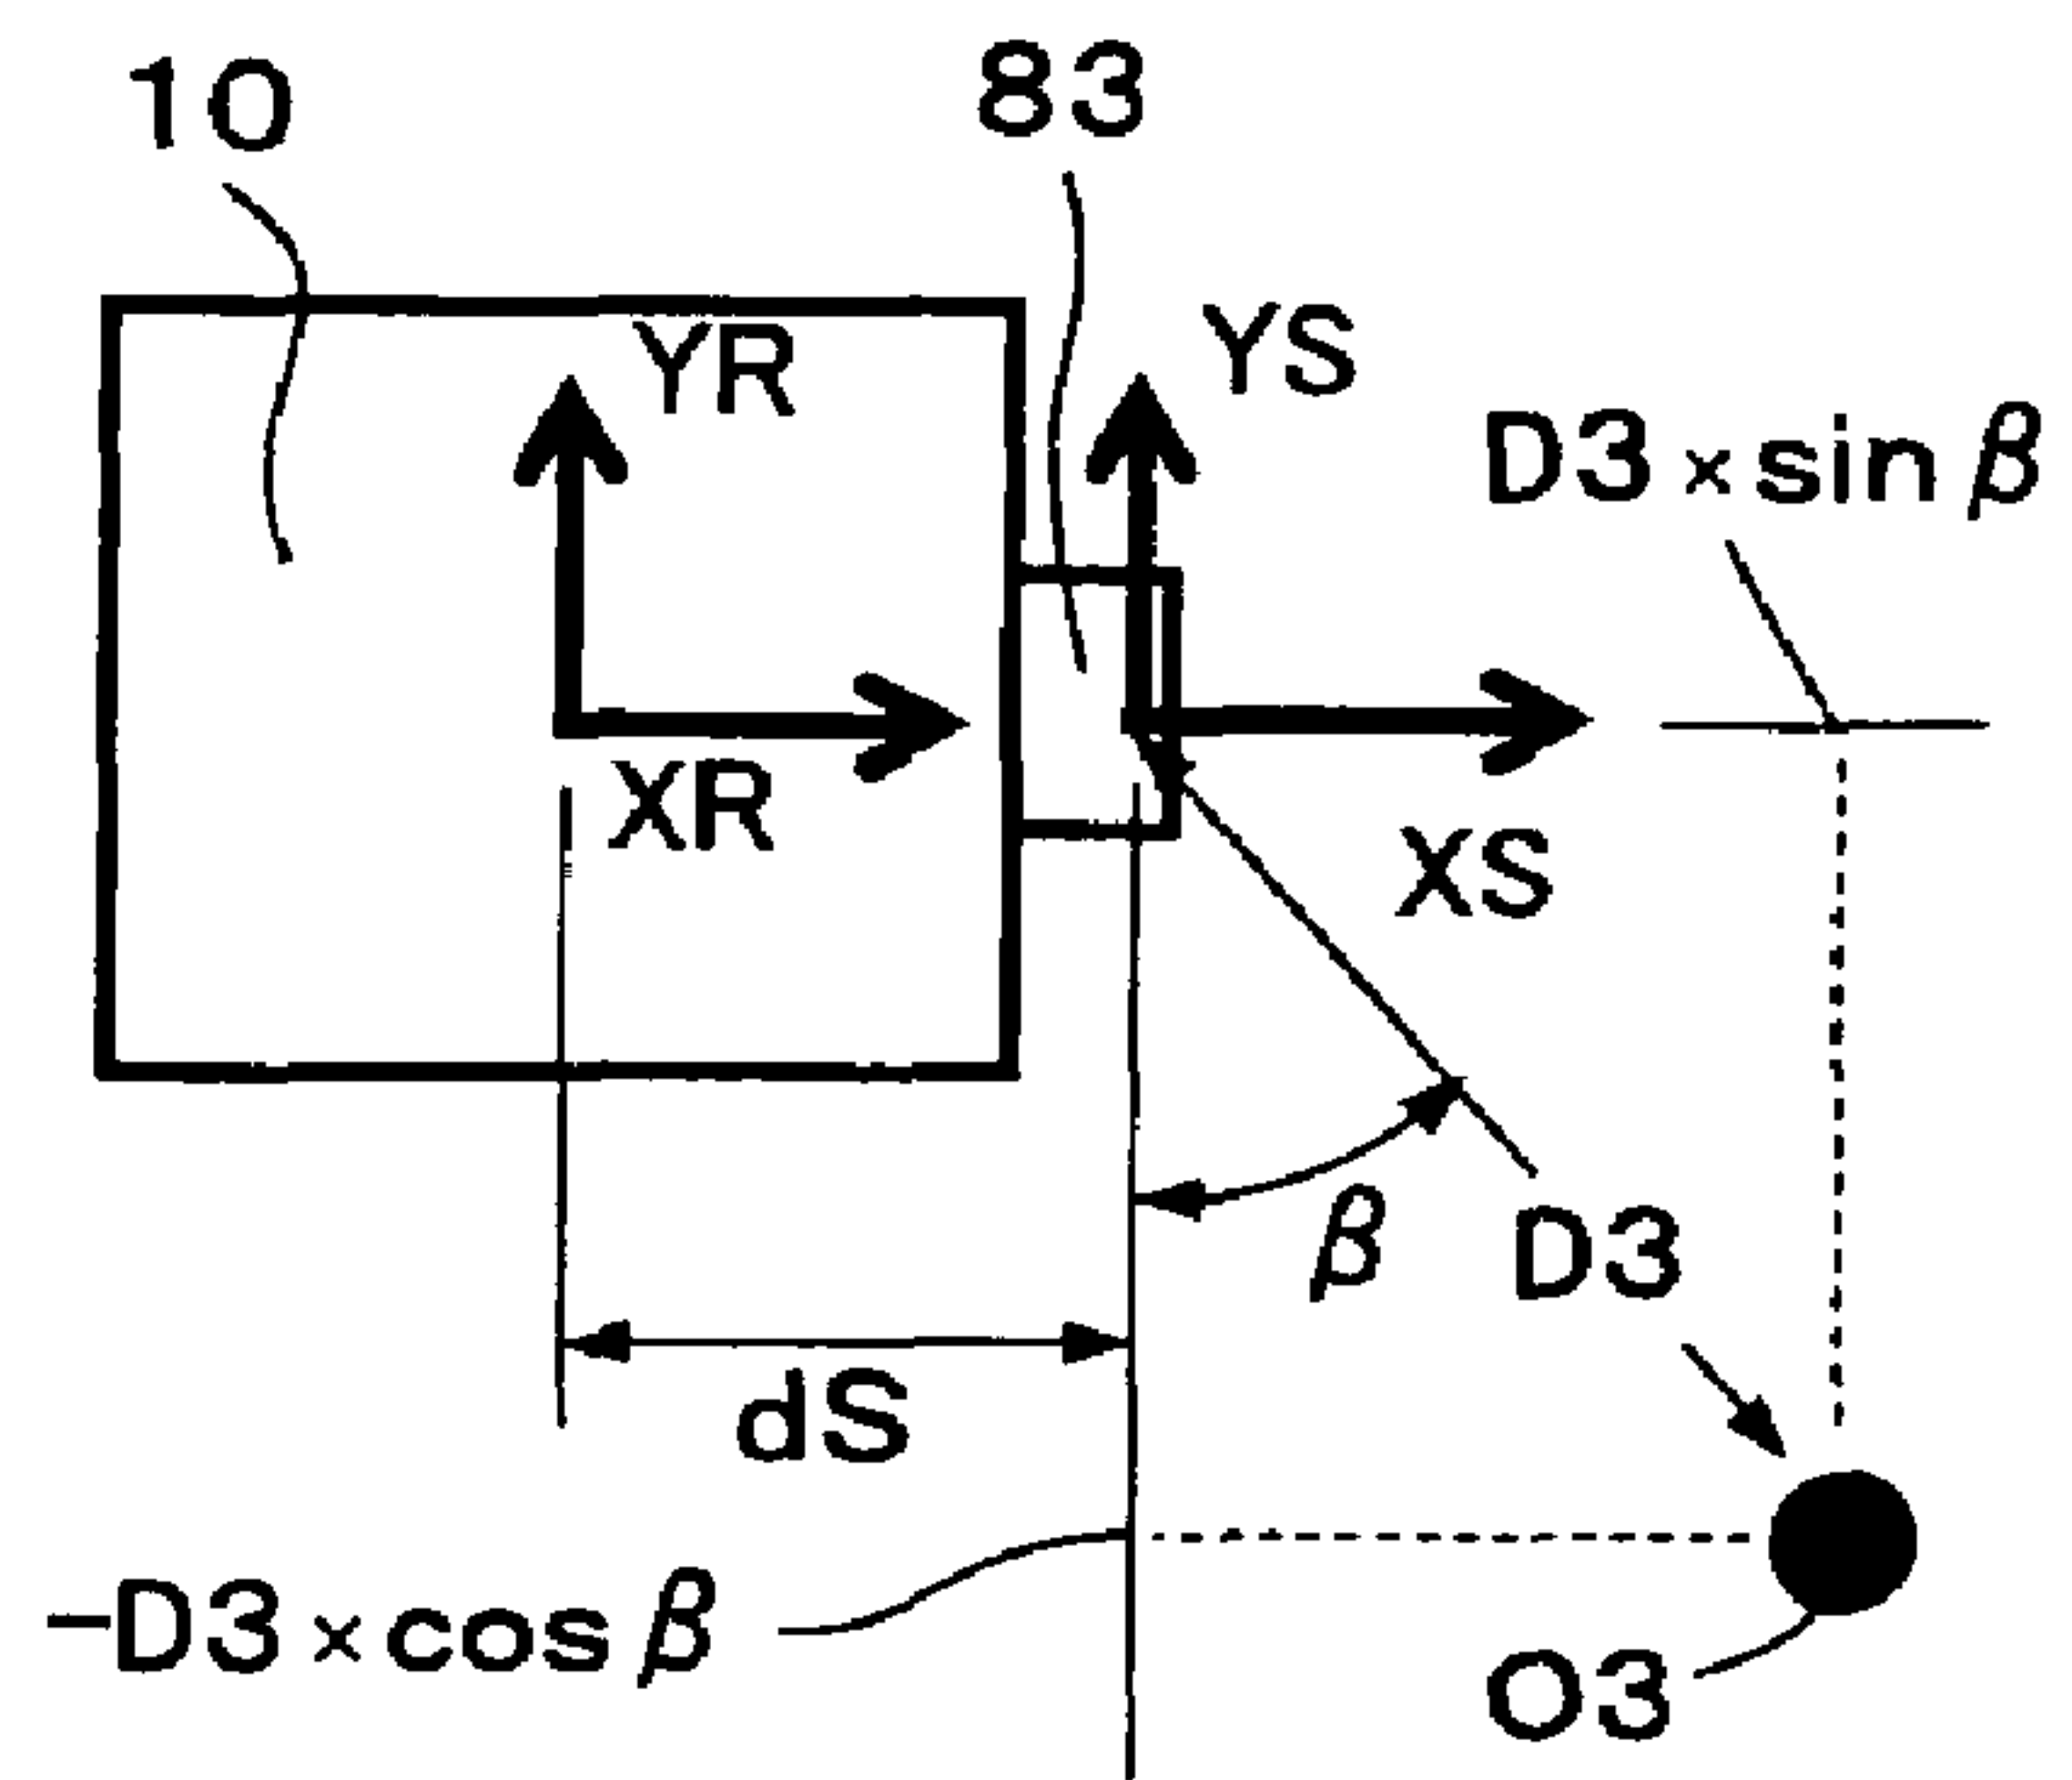 10
83
YR
YS
D3×sinβ
XR
XS
β
D3
dS
-D3×cosβ
O3